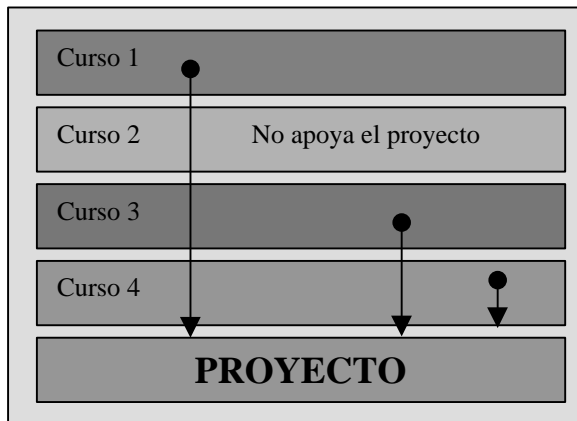 Curso 1
Curso 2 No apoya el proyecto
Curso 3
Curso 4
PROYECTO